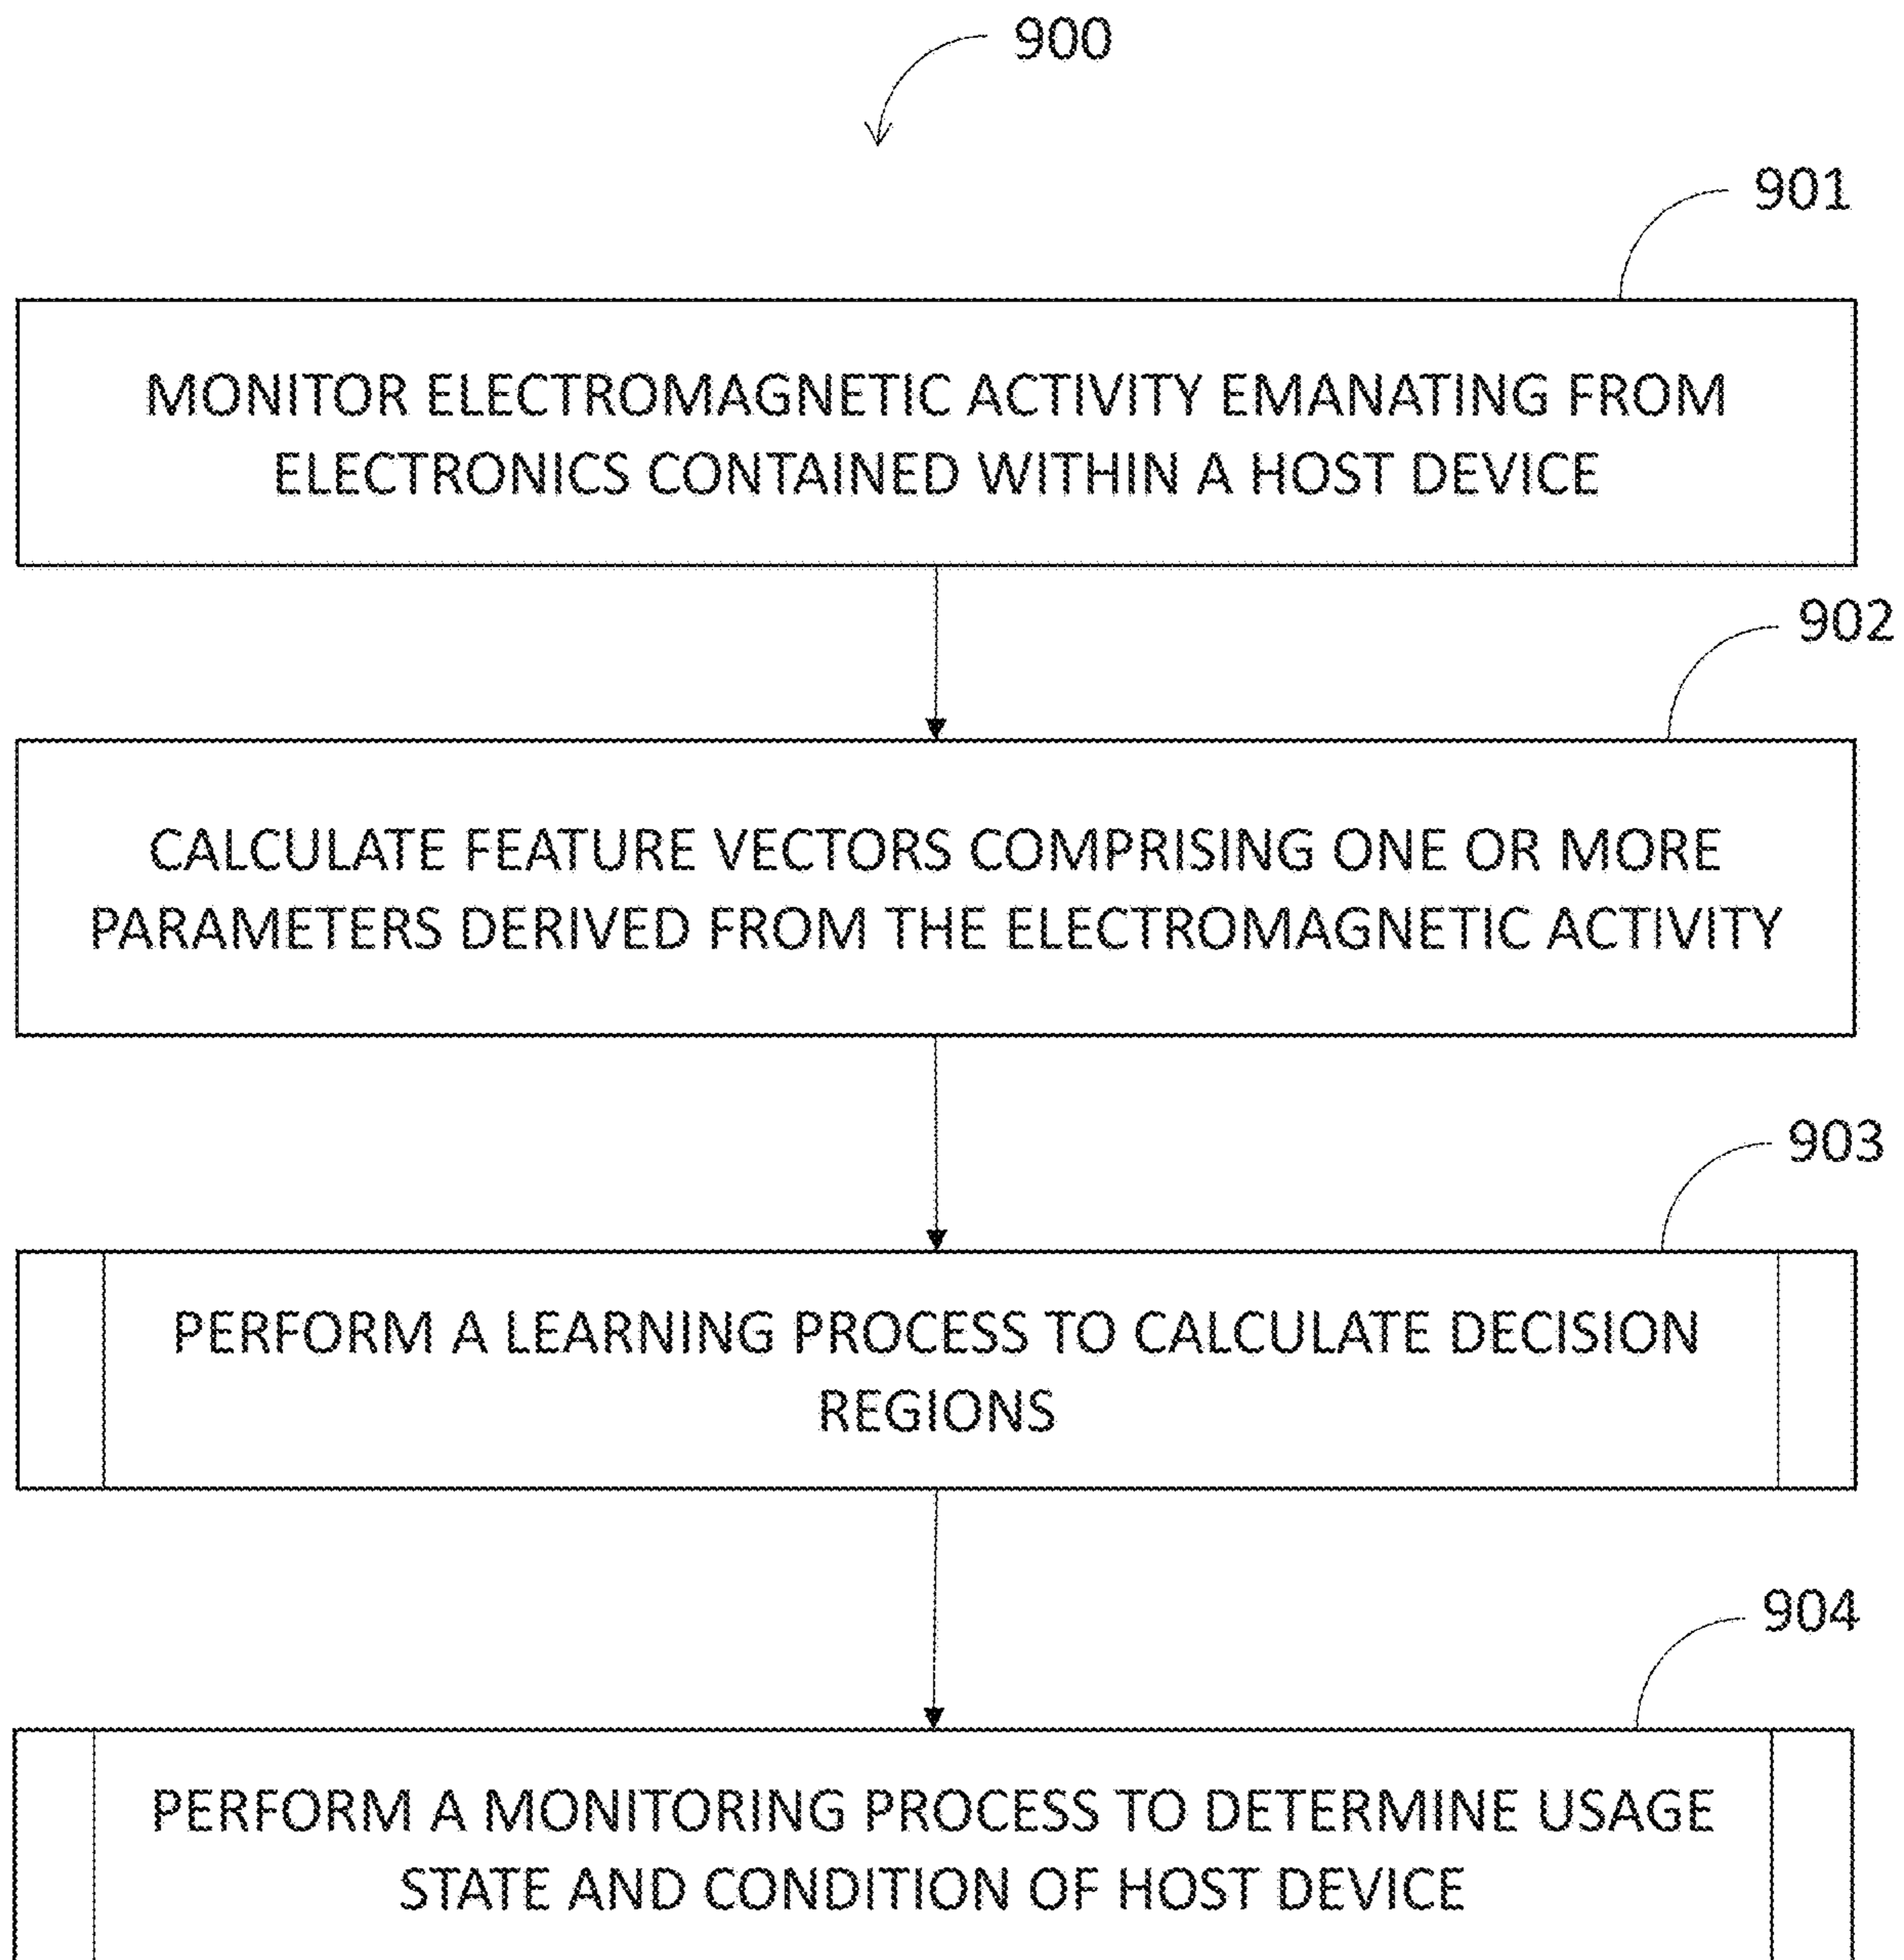 900
901
MONITOR ELECTROMAGNETIC ACTIVITY EMANATING FROM
ELECTRONICS CONTAINED WITHIN A HOST DEVICE
902
CALCULATE FEATURE VECTORS COMPRISING ONE OR MORE
PARAMETERS DERIVED FROM THE ELECTROMAGNETIC ACTIVITY
903
PERFORM A LEARNING PROCESS TO CALCULATE DECISION
REGIONS
904
PERFORM A MONITORING PROCESS TO DETERMINE USAGE
STATE AND CONDITION OF HOST DEVICE